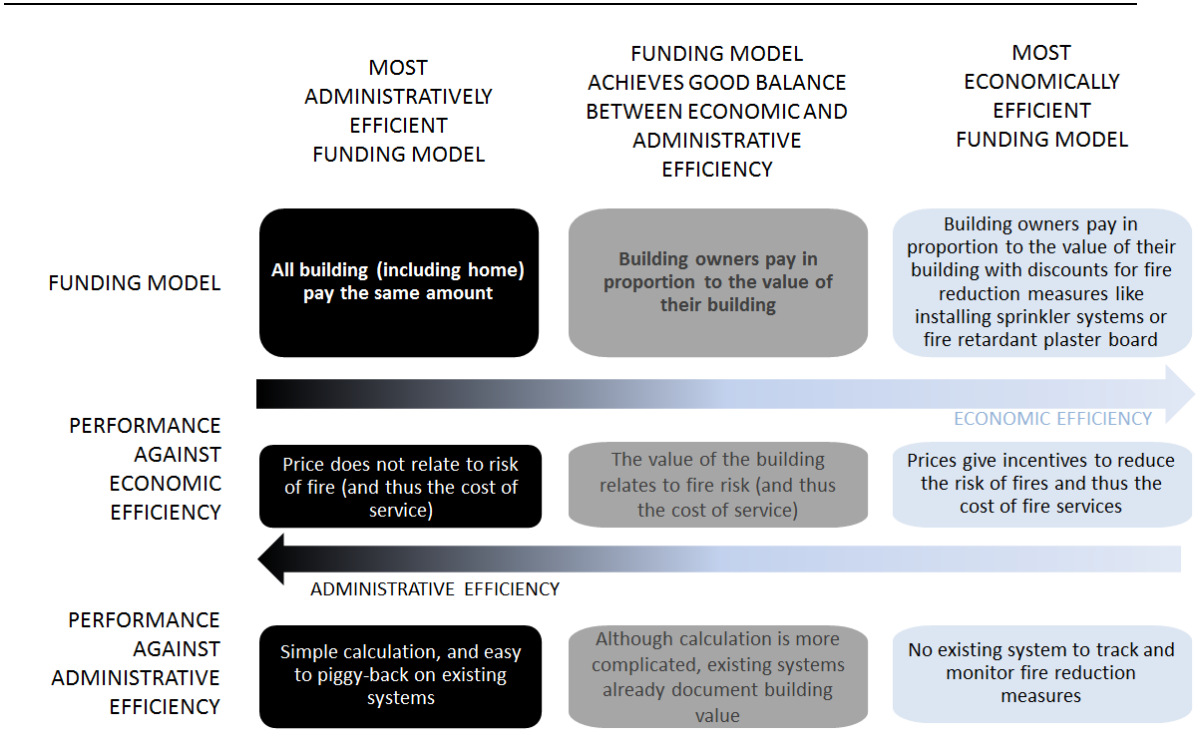 MOST
ADMINISTRATIVELY
EFFICIENT
FUNDING MODEL
FUNDING MODEL
ACHIEVES GOOD BALANCE
BETWEEN ECONOMIC AND
ADMINISTRATIVE
EFFICIENCY
MOST
ECONOMICALLY
EFFICIENT
FUNDING MODEL
FUNDING MODEL
All building (including home)
pay the same amount
Building owners pay in
proportion to the value of
their building
Building owners pay in
proportion to the value of their
building with discounts for fire
reduction measures like
installing sprinkler systems or
fire retardant plaster board
ECONOMIC EFFICIENCY
PERFORMANCE
AGAINST
ECONOMIC
EFFICIENCY
Price does not relate to risk
of fire (and thus the cost of
service)
The value of the building
relates to fire risk (and thus
the cost of service)
Prices give incentives to reduce
the risk of fires and thus the
cost of fire services
ADMINISTRATIVE EFFICIENCY
PERFORMANCE
AGAINST
ADMINISTRATIVE
EFFICIENCY
Simple calculation, and easy
to piggy-back on existing
systems
Although calculation is more
complicated, existing systems
already document building
value
No existing system to track and
monitor fire reduction
measures